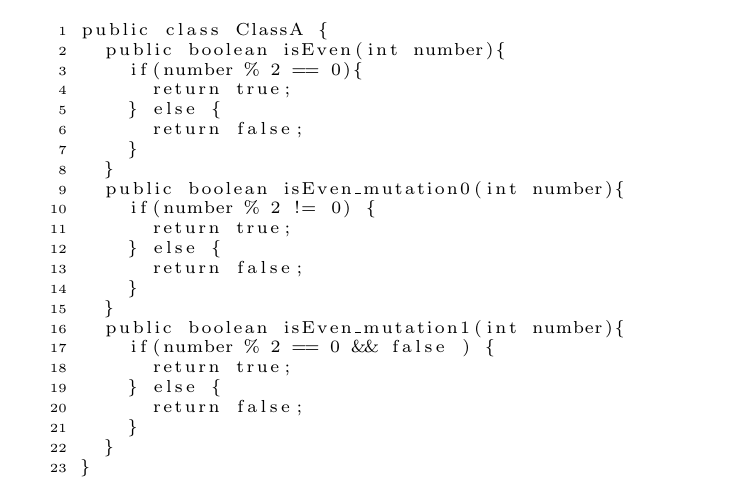 1 public class ClassA {
2   public boolean isEven(int number){
3     if(number % 2 == 0){
4       return true;
5     } else {
6       return false;
7     }
8   }
9   public boolean isEven_mutation0(int number){
10     if(number % 2 != 0) {
11       return true;
12     } else {
13       return false;
14     }
15   }
16   public boolean isEven_mutation1(int number){
17     if(number % 2 == 0 && false ) {
18       return true;
19     } else {
20       return false;
21     }
22   }
23 }